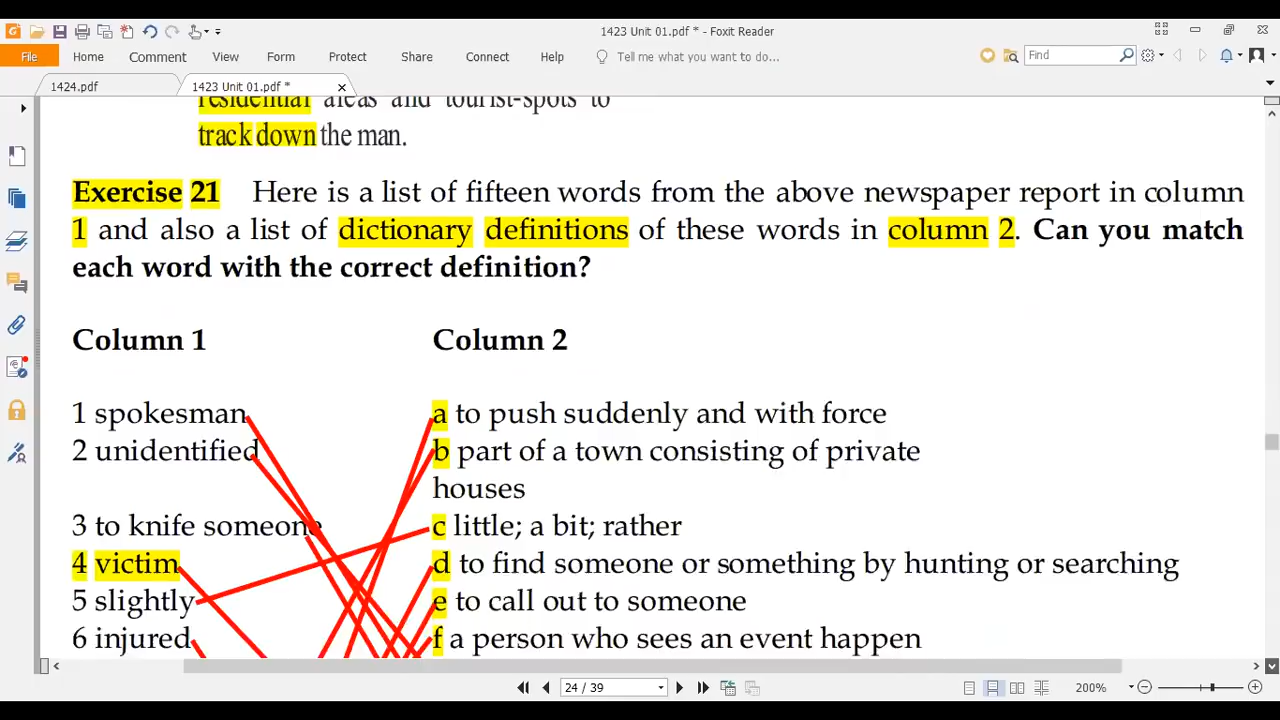 1423 Unit 01.pdf * - Foxit Reader
File Home Comment View Form Protect Share Connect Help Tell me what you want to do... Find
1424.pdf 1423 Unit 01.pdf *
residential areas and tourist-spots to
track down the man.
Exercise 21 Here is a list of fifteen words from the above newspaper report in column
1 and also a list of dictionary definitions of these words in column 2. Can you match
each word with the correct definition?
Column 1 Column 2
1 spokesman a to push suddenly and with force
2 unidentified b part of a town consisting of private
houses
3 to knife someone c little; a bit; rather
4 victim d to find someone or something by hunting or searching
5 slightly e to call out to someone
6 injured f a person who sees an event happen
24 / 39 200%